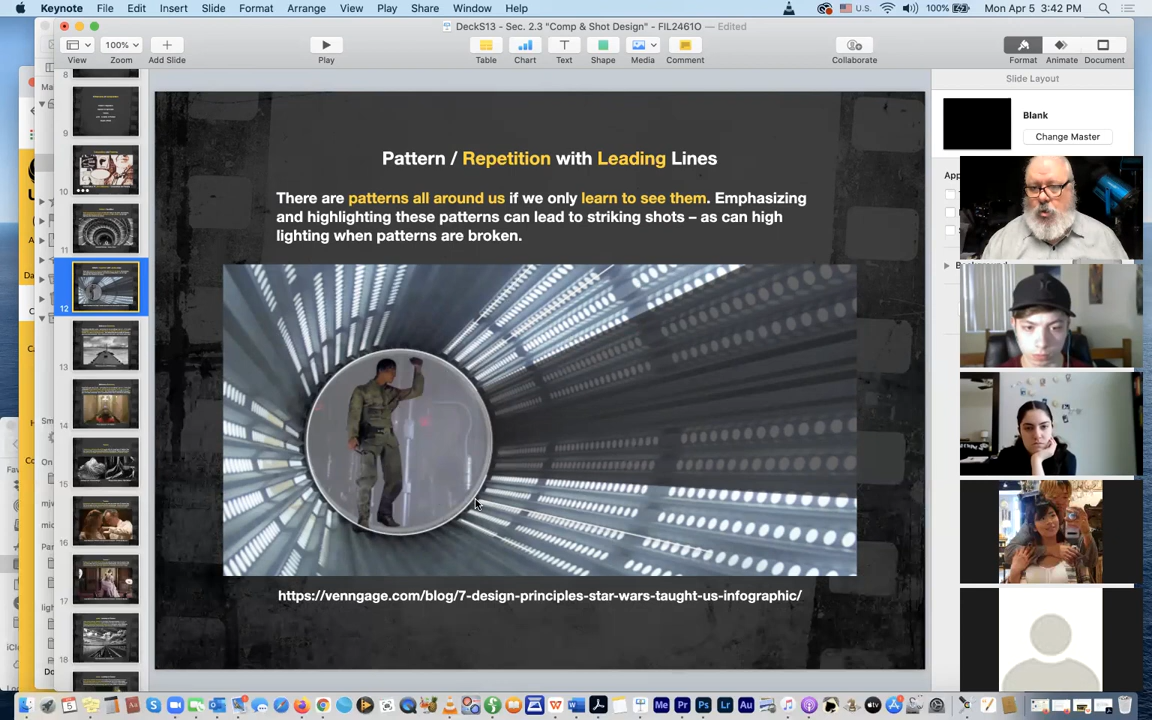 Keynote File Edit Insert Slide Format Arrange View Play Share Window Help U.S. 100% Mon Apr 5 3:42 PM
DeckS13 - Sec. 2.3 "Comp & Shot Design" - FIL2461O — Edited
100%
View Zoom Add Slide Play Table Chart Text Shape Media Comment Collaborate Format Animate Document
Slide Layout
Blank
Change Master
8
9
10
11
12
13
14
15
16
17
18
Pattern / Repetition with Leading Lines
There are patterns all around us if we only learn to see them. Emphasizing
and highlighting these patterns can lead to striking shots – as can high
lighting when patterns are broken.
https://venngage.com/blog/7-design-principles-star-wars-taught-us-infographic/